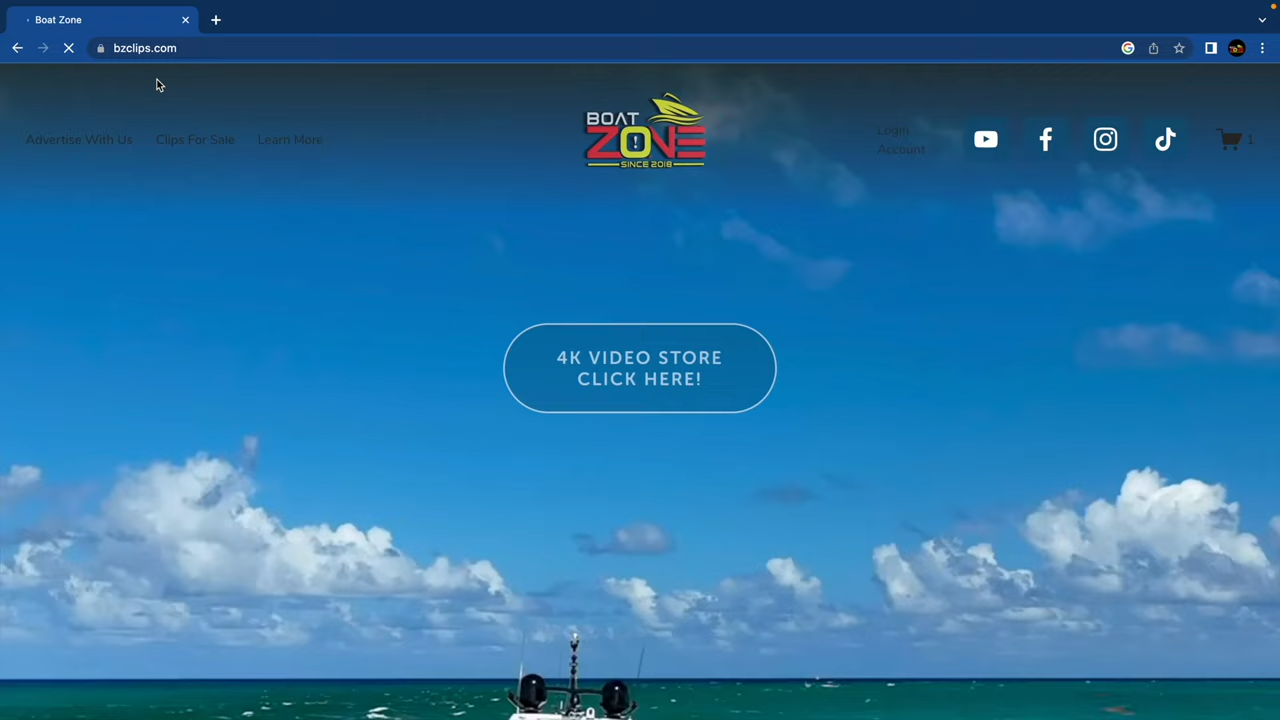 Boat Zone
bzclips.com
Advertise With Us
Clips For Sale
Learn More
BOAT
ZONE
SINCE 2018
Login
Account
1
4K VIDEO STORE
CLICK HERE!